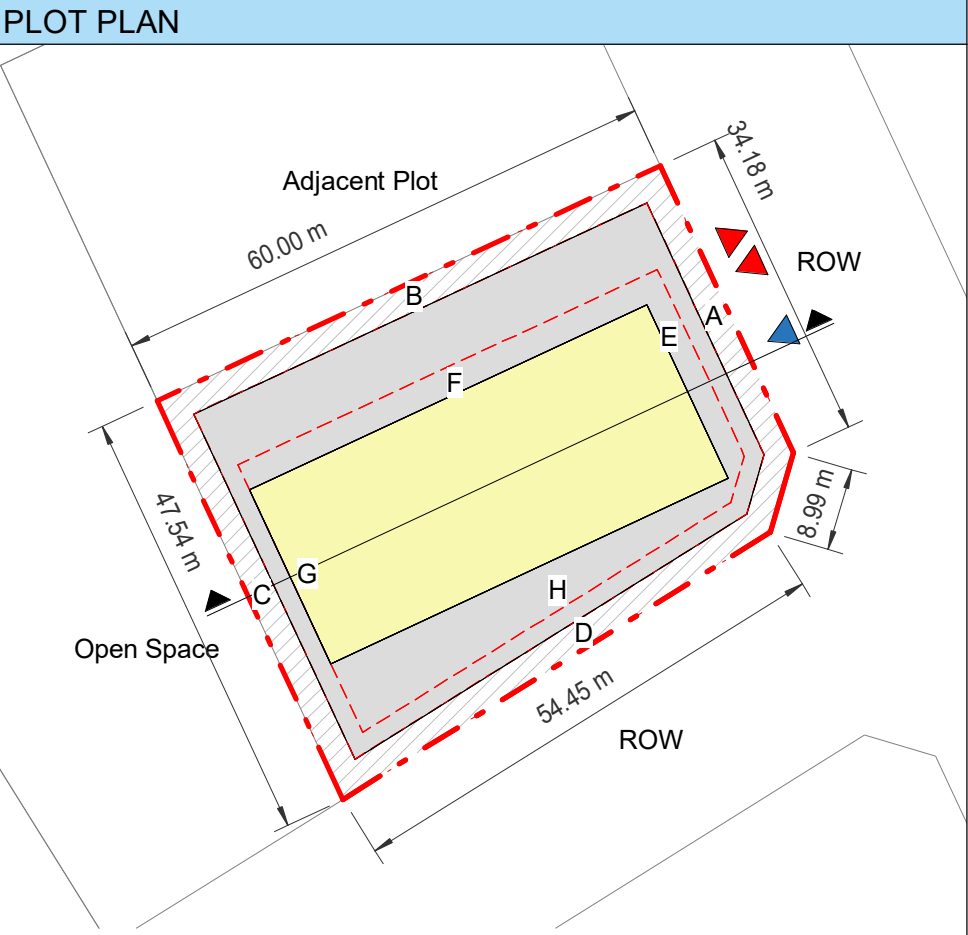 PLOT PLAN
34.18 m
Adjacent Plot
60.00 m
ROW
B
A
E
F
47.54 m
8.99 m
G
C
H
D
Open Space
54.45 m
ROW